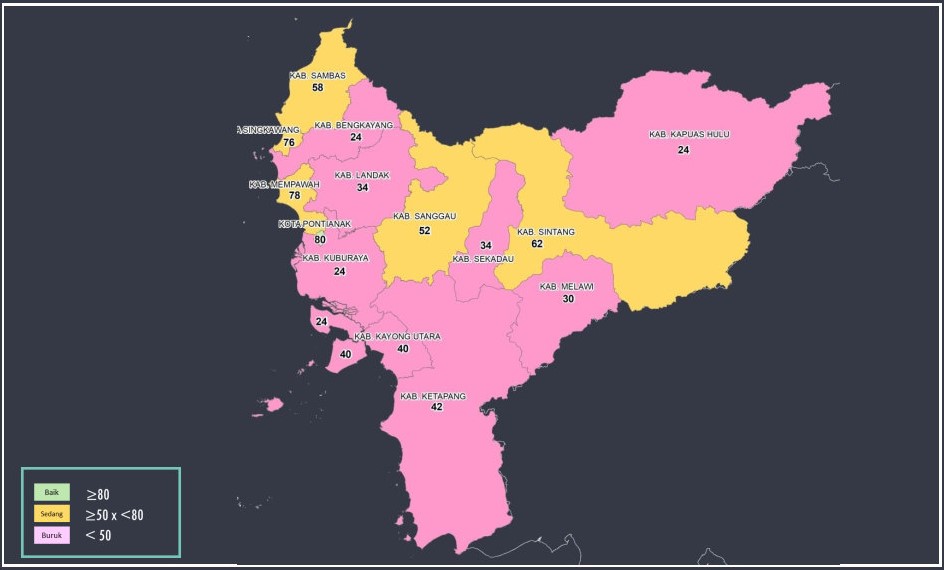 KAB. SAMBAS
58
A.SINGKAWANG
76
KAB. BENGKAYANG
24
KAB. KAPUAS HULU
24
KAB. LANDAK
34
KAB. MEMPAWAH
78
KOTA PONTIANAK
80
KAB. SANGGAU
52
KAB. SINTANG
62
34
KAB. SEKADAU
KAB. KUBURAYA
24
KAB. MELAWI
30
24
KAB. KAYONG UTARA
40
40
KAB. KETAPANG
42
Baik ≥80
Sedang ≥50 x <80
Buruk < 50